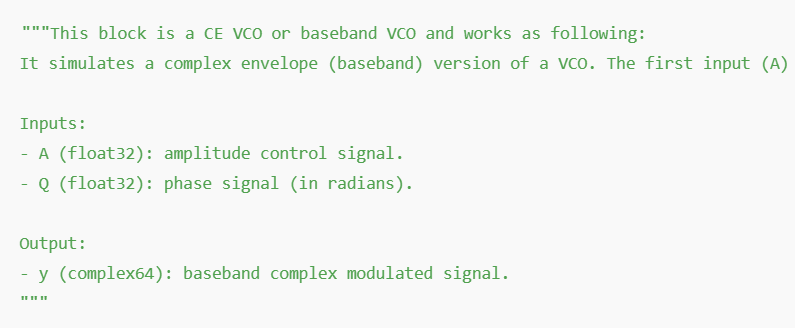 """This block is a CE VCO or baseband VCO and works as following:
It simulates a complex envelope (baseband) version of a VCO. The first input (A)
Inputs:
- A (float32): amplitude control signal.
- Q (float32): phase signal (in radians).
Output:
- y (complex64): baseband complex modulated signal.
"""